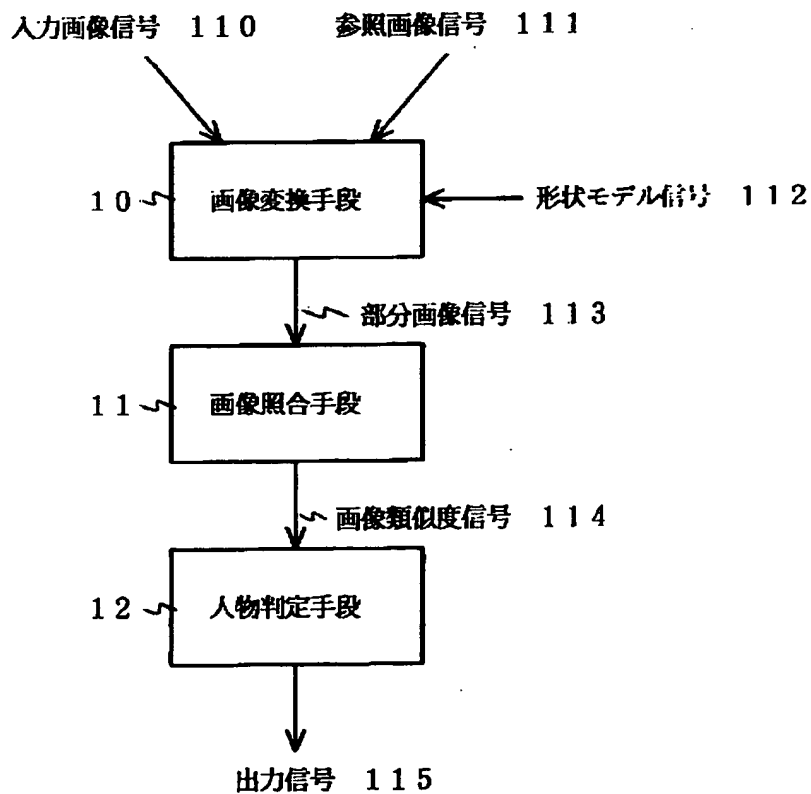 入力画像信号 110 参照画像信号 111
10 画像変換手段 形状モデル信号 112
部分画像信号 113
11 画像照合手段
画像類似度信号 114
12 人物判定手段
出力信号 115